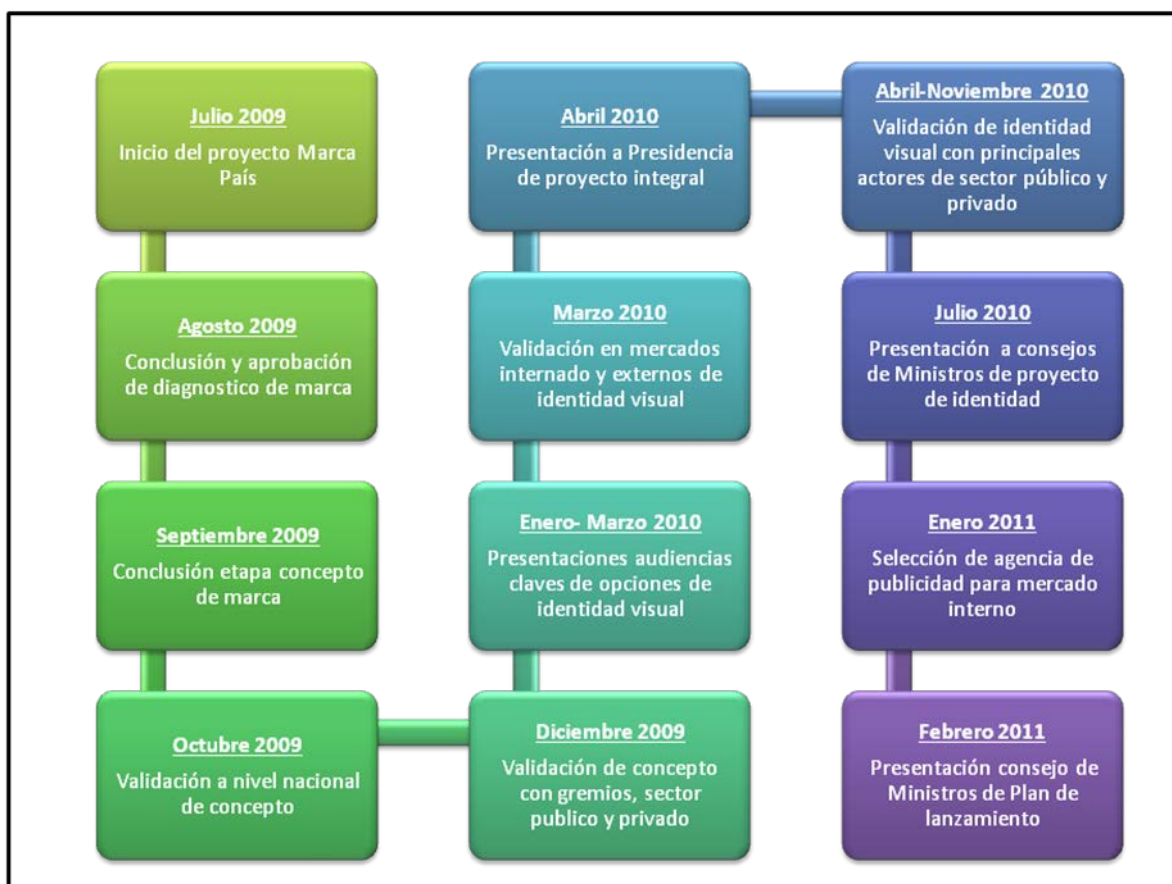 Julio 2009
Inicio del proyecto Marca
País
Agosto 2009
Conclusión y aprobación
de diagnostico de marca
Septiembre 2009
Conclusión etapa concepto
de marca
Octubre 2009
Validación a nivel nacional
de concepto
Diciembre 2009
Validación de concepto
con gremios, sector
publico y privado
Enero- Marzo 2010
Presentaciones audiencias
claves de opciones de
identidad visual
Marzo 2010
Validación en mercados
internado y externos de
identidad visual
Abril 2010
Presentación a Presidencia
de proyecto integral
Abril-Noviembre 2010
Validación de identidad
visual con principales
actores de sector público y
privado
Julio 2010
Presentación a consejos
de Ministros de proyecto
de identidad
Enero 2011
Selección de agencia de
publicidad para mercado
interno
Febrero 2011
Presentación consejo de
Ministros de Plan de
lanzamiento